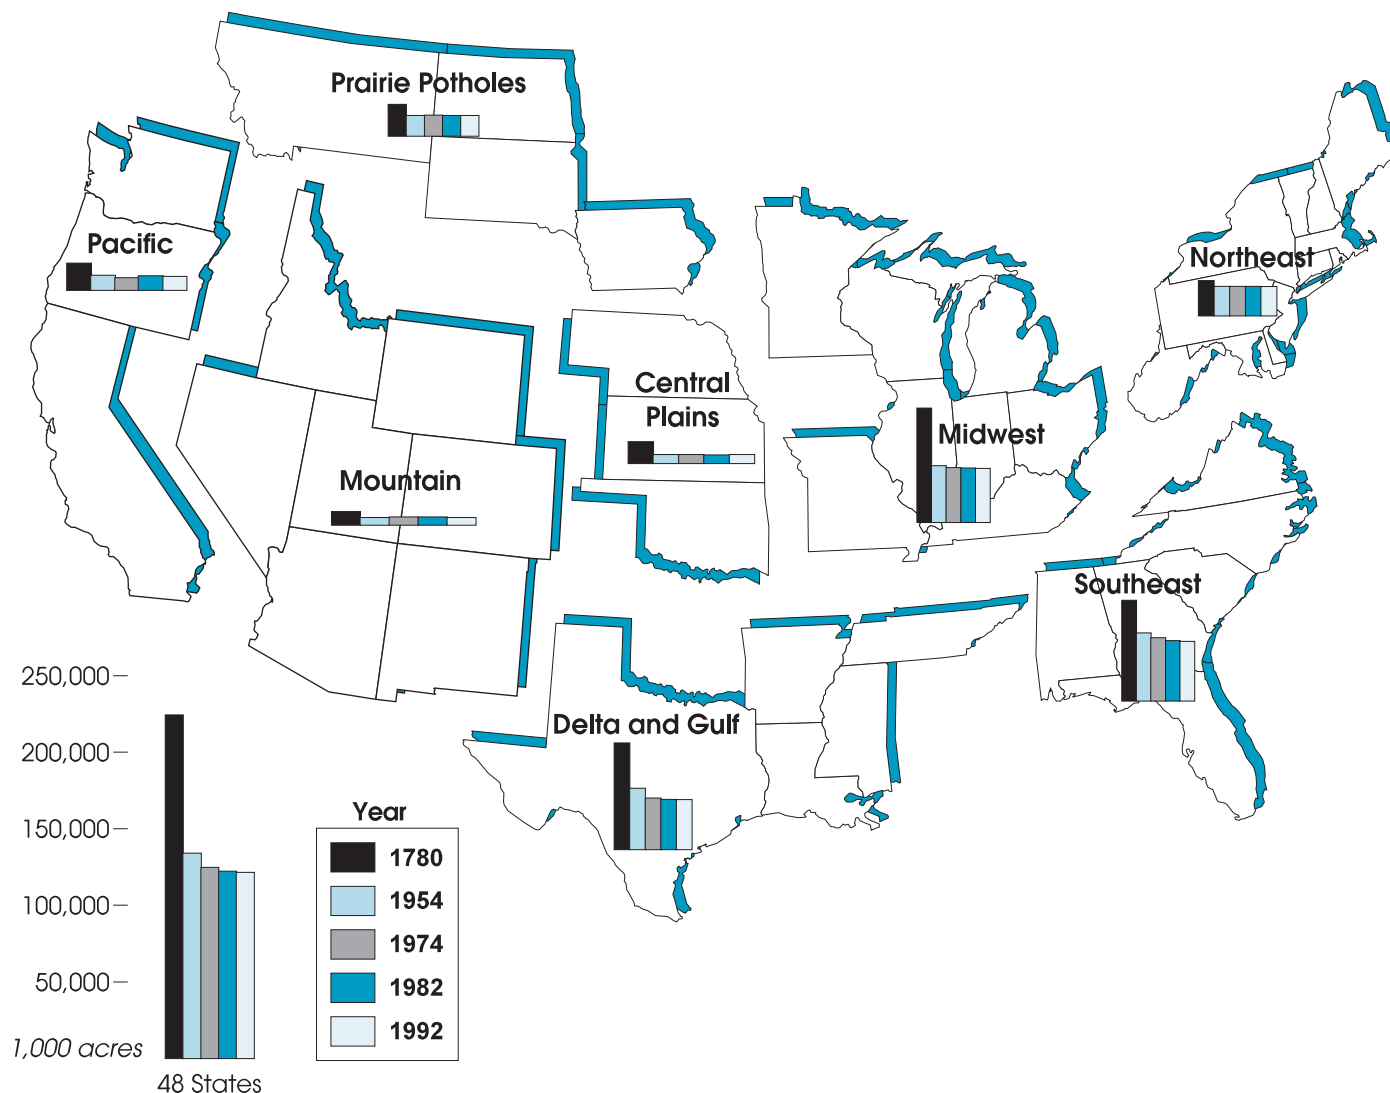 Prairie Potholes
Pacific
Northeast
Central
Plains
Midwest
Mountain
Southeast
Delta and Gulf
250,000
200,000
150,000
100,000
50,000
1,000 acres
48 States
Year
1780
1954
1974
1982
1992